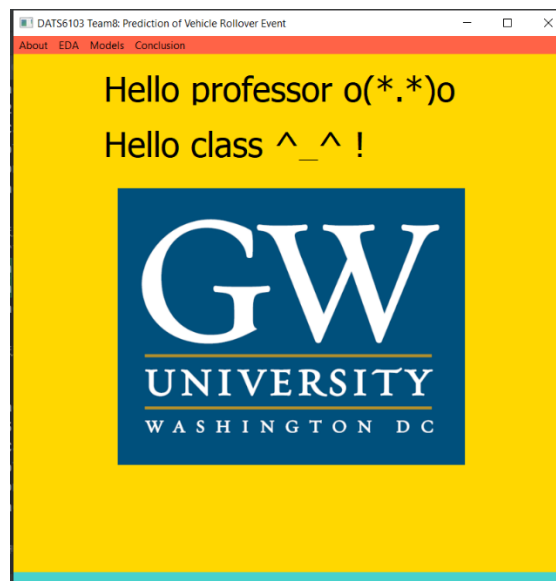 DATS6103 Team8: Prediction of Vehicle Rollover Event
About EDA Models Conclusion
Hello professor o(*.*)o
Hello class ^_^ !
GW
UNIVERSITY
WASHINGTON DC